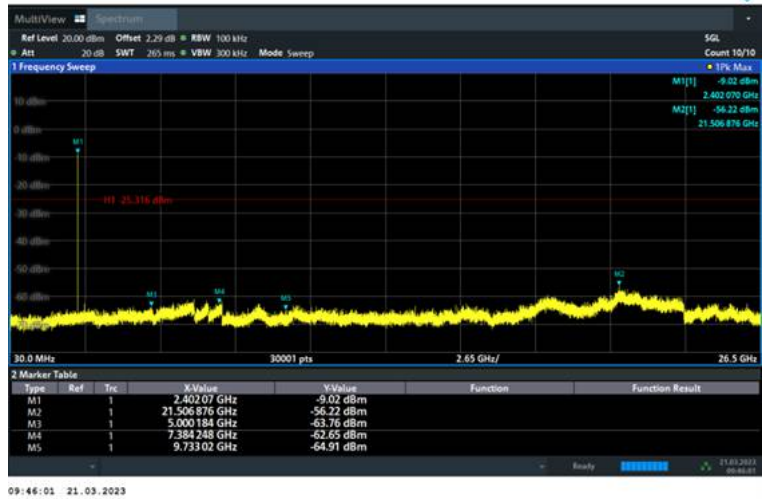 MultiView Spectrum
Ref Level 20.00 dBm Offset 2.29 dB RBW 100 kHz SGL
Att 20 dB SWT 265 ms VBW 300 kHz Mode Sweep Count 10/10
1 Frequency Sweep 1Pk Max
M1[1] -9.02 dBm
2.402 070 GHz
M2[1] -56.22 dBm
21.506 876 GHz
10 dBm
0 dBm
M1
-10 dBm
-20 dBm
H1 25.316 dBm
-30 dBm
-40 dBm
-50 dBm
M2
-60 dBm
M3
M4
M5
30.0 MHz 30001 pts 2.65 GHz/ 26.5 GHz
2 Marker Table
Type Ref Trc X-Value Y-Value Function Function Result
M1 1 2.402 07 GHz -9.02 dBm
M2 1 21.506 876 GHz -56.22 dBm
M3 1 5.000 184 GHz -63.76 dBm
M4 1 7.384 248 GHz -62.65 dBm
M5 1 9.733 02 GHz -64.91 dBm
Ready 21.03.2023
09:46:01
09:46:01 21.03.2023